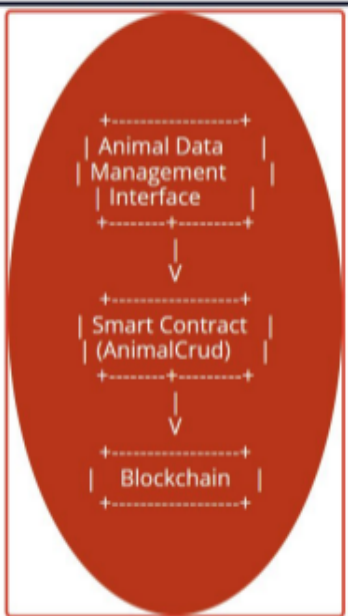 +-----------------+
| Animal Data |
| Management |
| Interface |
+-------+--------+
|
V
+-----------------+
| Smart Contract |
| (AnimalCrud) |
+-------+--------+
|
V
+-----------------+
| Blockchain |
+-----------------+